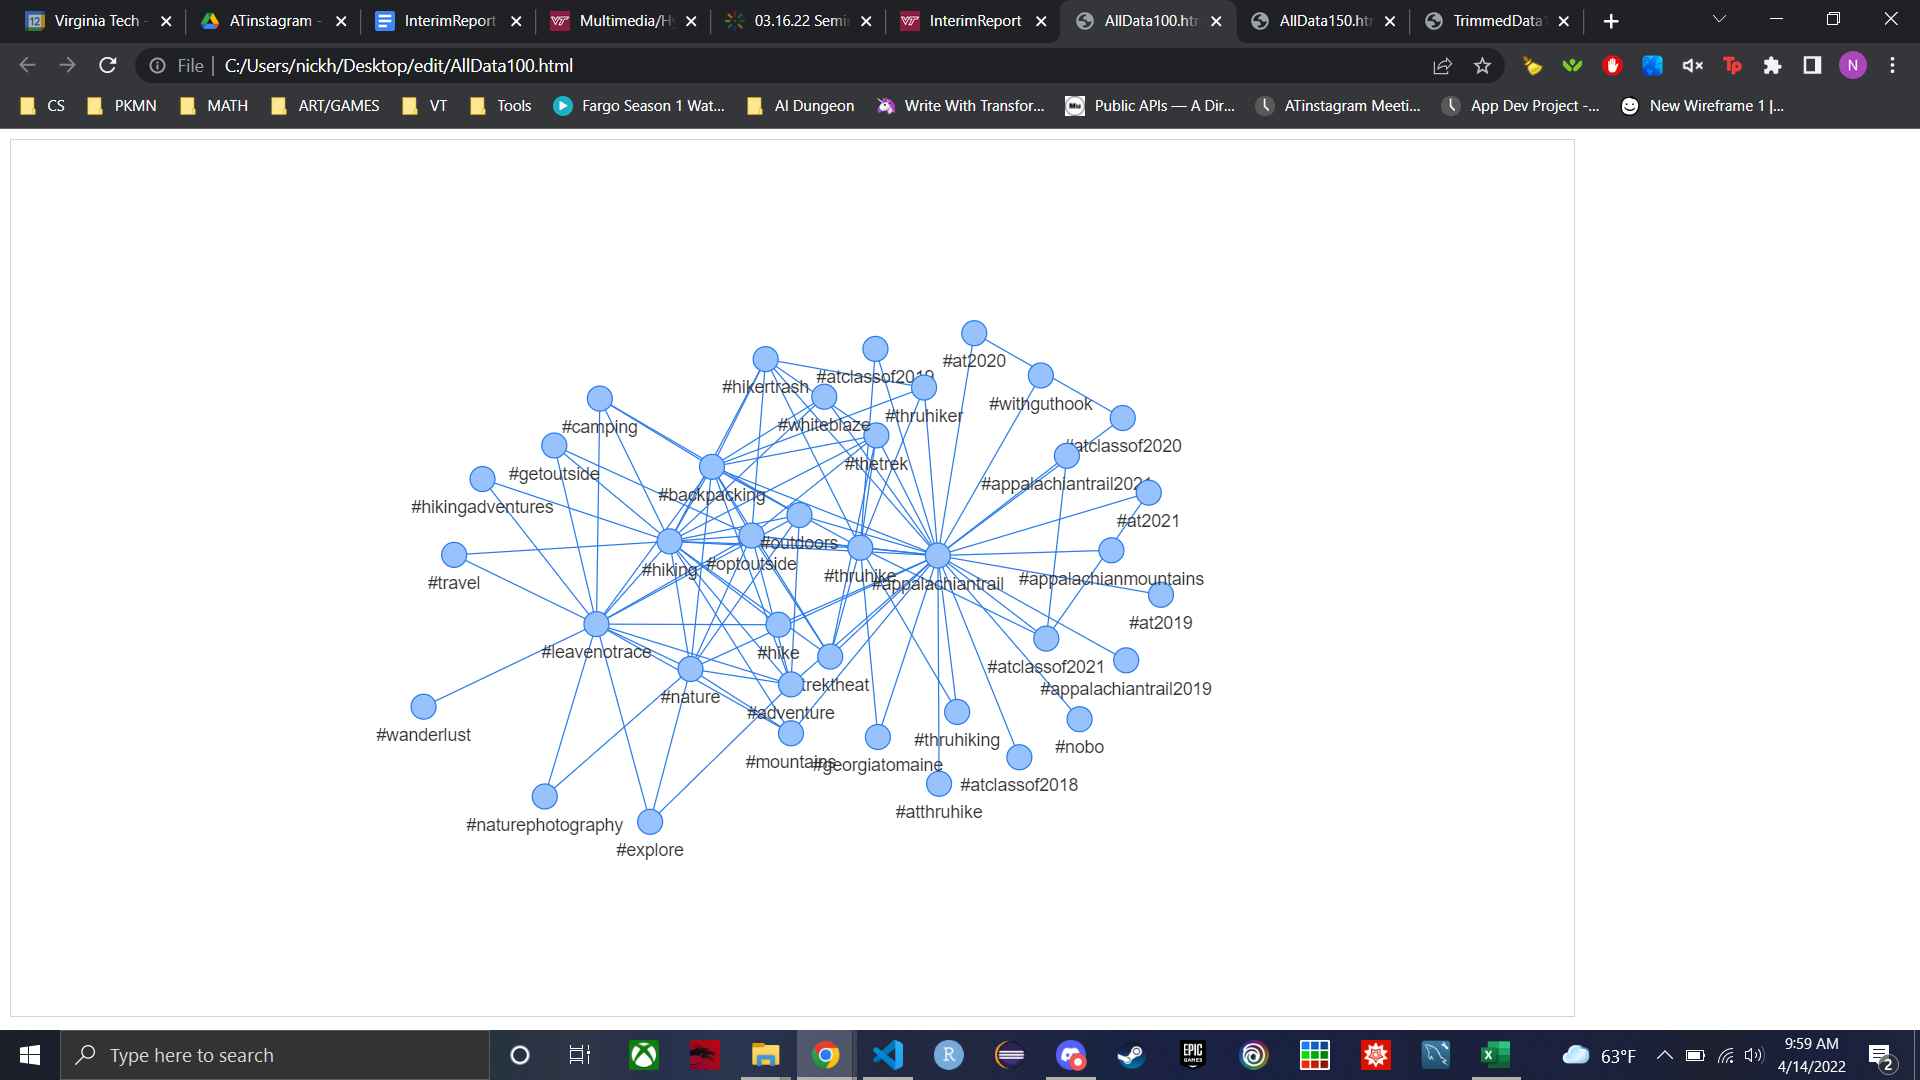 Virginia Tech -
ATinstagram -
InterimReport
Multimedia/Hy
03.16.22 Semi
InterimReport
AllData100.htm
AllData150.htm
TrimmedData1
File
C:/Users/nickh/Desktop/edit/AllData100.html
N
CS
PKMN
MATH
ART/GAMES
VT
Tools
Fargo Season 1 Wat...
AI Dungeon
Write With Transfor...
Public APIs — A Dir...
ATinstagram Meeti...
App Dev Project -...
New Wireframe 1 |...
#at2020
#atclassof2019
#hikertrash
#withguthook
#thruhiker
#whiteblaze
#camping
#atclassof2020
#thetrek
#getoutside
#appalachiantrail2021
#backpacking
#hikingadventures
#at2021
#outdoors
#optoutside
#hiking
#thruhike
#appalachianmountains
#travel
#appalachiantrail
#at2019
#leavenotrace
#hike
#atclassof2021
trektheat
#appalachiantrail2019
#nature
#adventure
#wanderlust
#thruhiking
#nobo
#mountains
#georgiatomaine
#atclassof2018
#atthruhike
#naturephotography
#explore
Type here to search
63°F
9:59 AM
4/14/2022
2